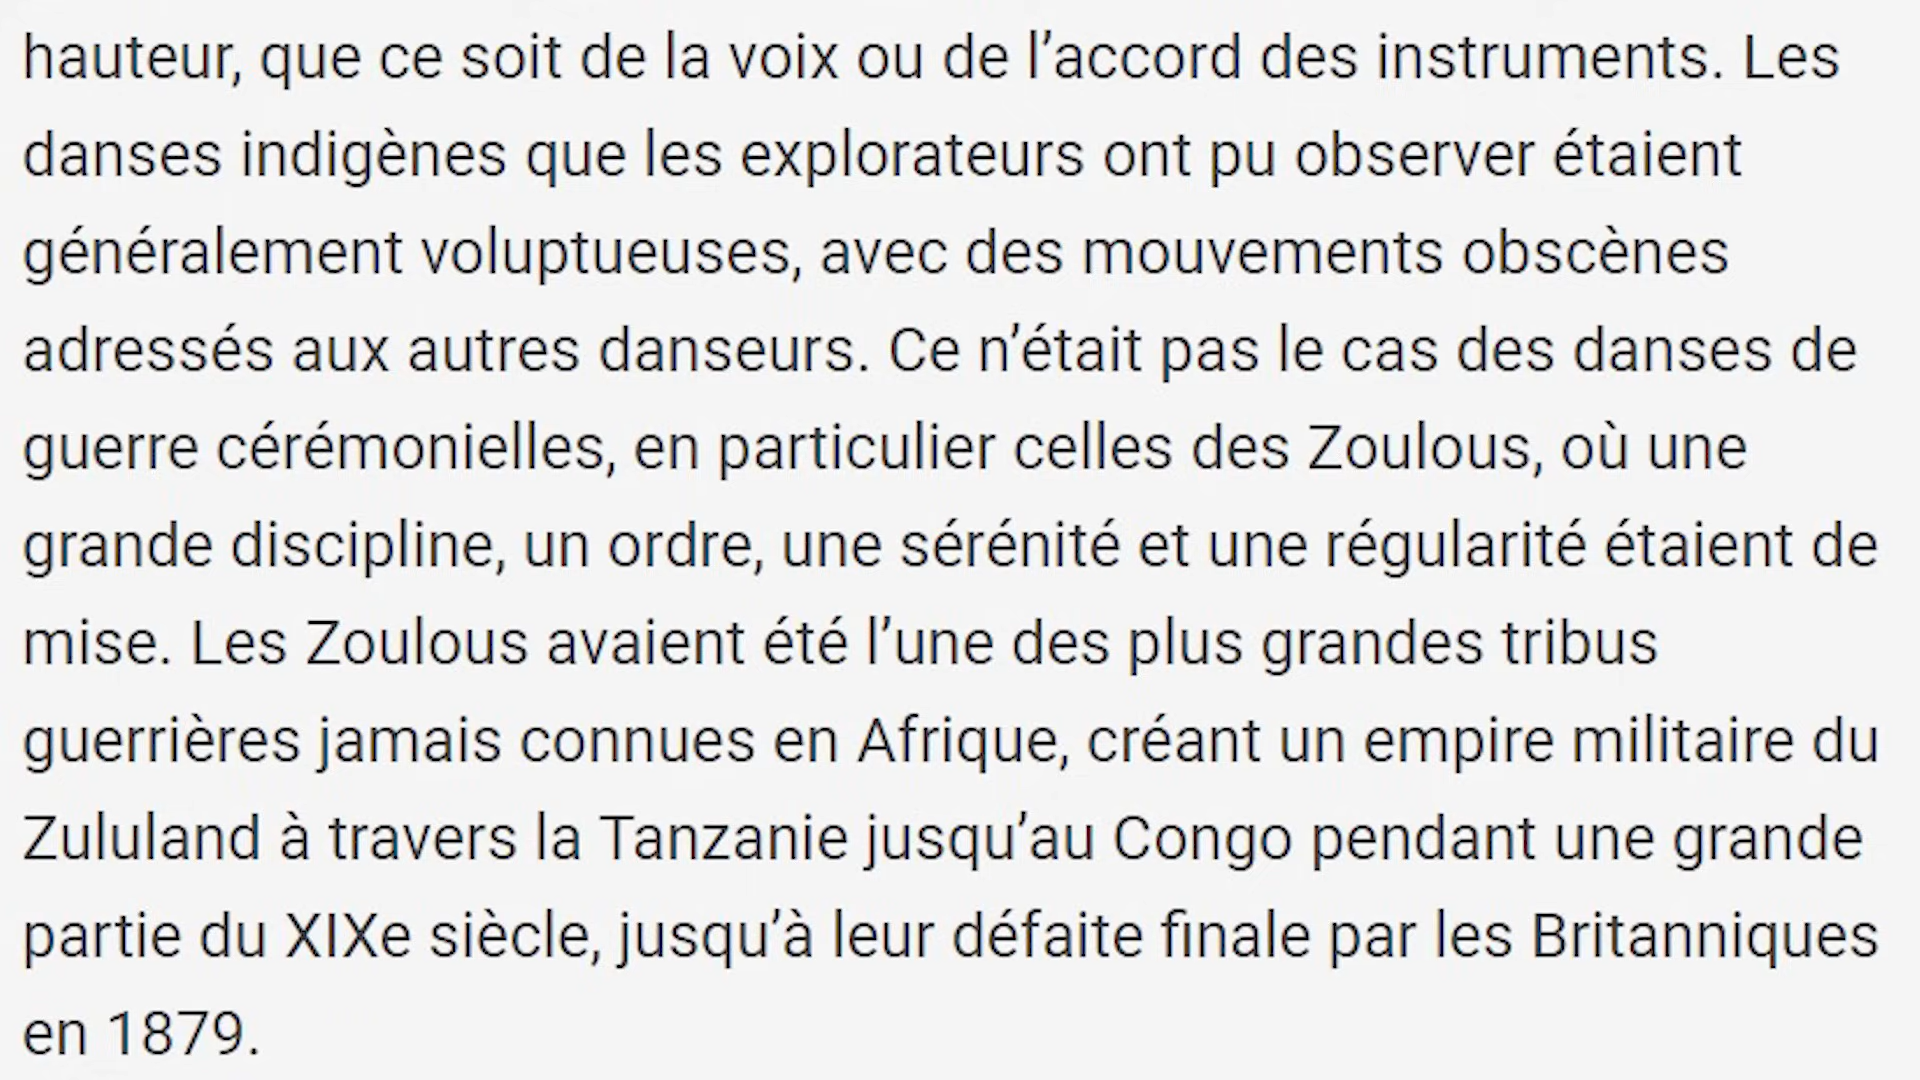 hauteur, que ce soit de la voix ou de l’accord des instruments. Les
danses indigènes que les explorateurs ont pu observer étaient
généralement voluptueuses, avec des mouvements obscènes
adressés aux autres danseurs. Ce n’était pas le cas des danses de
guerre cérémonielles, en particulier celles des Zoulous, où une
grande discipline, un ordre, une sérénité et une régularité étaient de
mise. Les Zoulous avaient été l’une des plus grandes tribus
guerrières jamais connues en Afrique, créant un empire militaire du
Zululand à travers la Tanzanie jusqu’au Congo pendant une grande
partie du XIXe siècle, jusqu’à leur défaite finale par les Britanniques
en 1879.